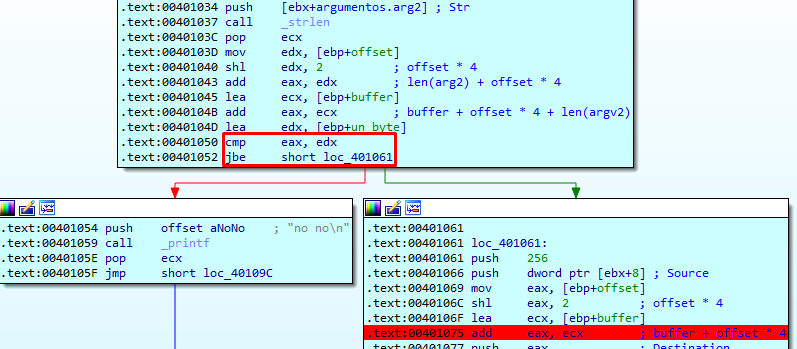 .text:00401034 push [ebx+argumentos.arg2] ; Str
.text:00401037 call _strlen
.text:0040103C pop ecx
.text:0040103D mov edx, [ebp+offset]
.text:00401040 shl edx, 2 ; offset * 4
.text:00401043 add eax, edx ; len(arg2) + offset * 4
.text:00401045 lea ecx, [ebp+buffer]
.text:0040104B add eax, ecx ; buffer + offset * 4 + len(argv2)
.text:0040104D lea edx, [ebp+un_byte]
.text:00401050 cmp eax, edx
.text:00401052 jbe short loc_401061
.text:00401054 push offset aNoNo ; "no no\n"
.text:00401059 call _printf
.text:0040105E pop ecx
.text:0040105F jmp short loc_40109C
.text:00401061
.text:00401061 loc_401061:
.text:00401061 push 256
.text:00401066 push dword ptr [ebx+8] ; Source
.text:00401069 mov eax, [ebp+offset]
.text:0040106C shl eax, 2 ; offset * 4
.text:0040106F lea ecx, [ebp+buffer]
.text:00401075 add eax, ecx ; buffer + offset * 4
.text:00401077 push eax ; Destination